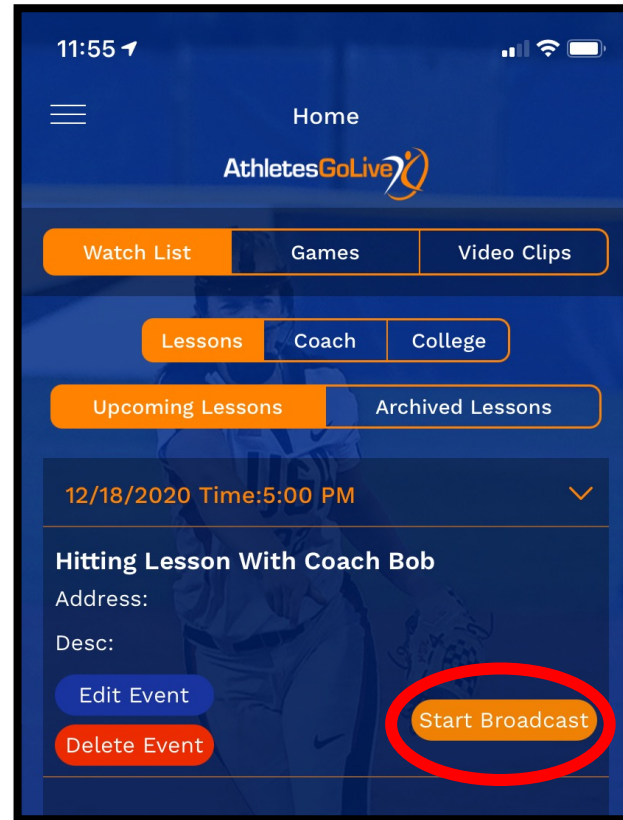 11:55
Home
AthletesGoLive
Watch List Games Video Clips
Lessons Coach College
Upcoming Lessons Archived Lessons
12/18/2020 Time:5:00 PM
Hitting Lesson With Coach Bob
Address:
Desc:
Edit Event
Start Broadcast
Delete Event